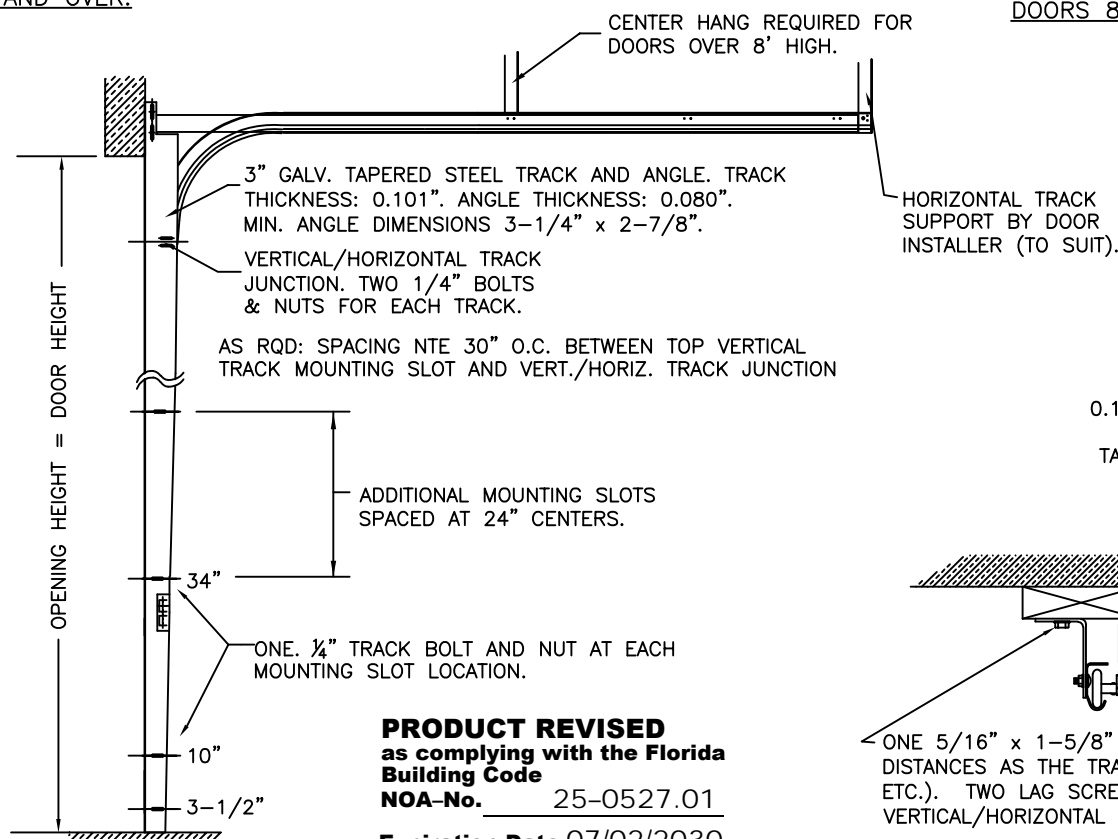 AND OVER.
DOORS 8
CENTER HANG REQUIRED FOR
DOORS OVER 8' HIGH.
3" GALV. TAPERED STEEL TRACK AND ANGLE. TRACK
THICKNESS: 0.101". ANGLE THICKNESS: 0.080".
MIN. ANGLE DIMENSIONS 3-1/4" x 2-7/8".
HORIZONTAL TRACK
SUPPORT BY DOOR
INSTALLER (TO SUIT).
VERTICAL/HORIZONTAL TRACK
JUNCTION. TWO 1/4" BOLTS
& NUTS FOR EACH TRACK.
AS RQD: SPACING NTE 30" O.C. BETWEEN TOP VERTICAL
TRACK MOUNTING SLOT AND VERT./HORIZ. TRACK JUNCTION
OPENING HEIGHT = DOOR HEIGHT
0.1
TA
ADDITIONAL MOUNTING SLOTS
SPACED AT 24" CENTERS.
34"
ONE. ¼" TRACK BOLT AND NUT AT EACH
MOUNTING SLOT LOCATION.
10"
3-1/2"
PRODUCT REVISED
as complying with the Florida
Building Code
NOA-No. 25-0527.01
Expiration Date 07/02/2030
ONE 5/16" x 1-5/8"
DISTANCES AS THE TRA
ETC.). TWO LAG SCRE
VERTICAL/HORIZONTAL